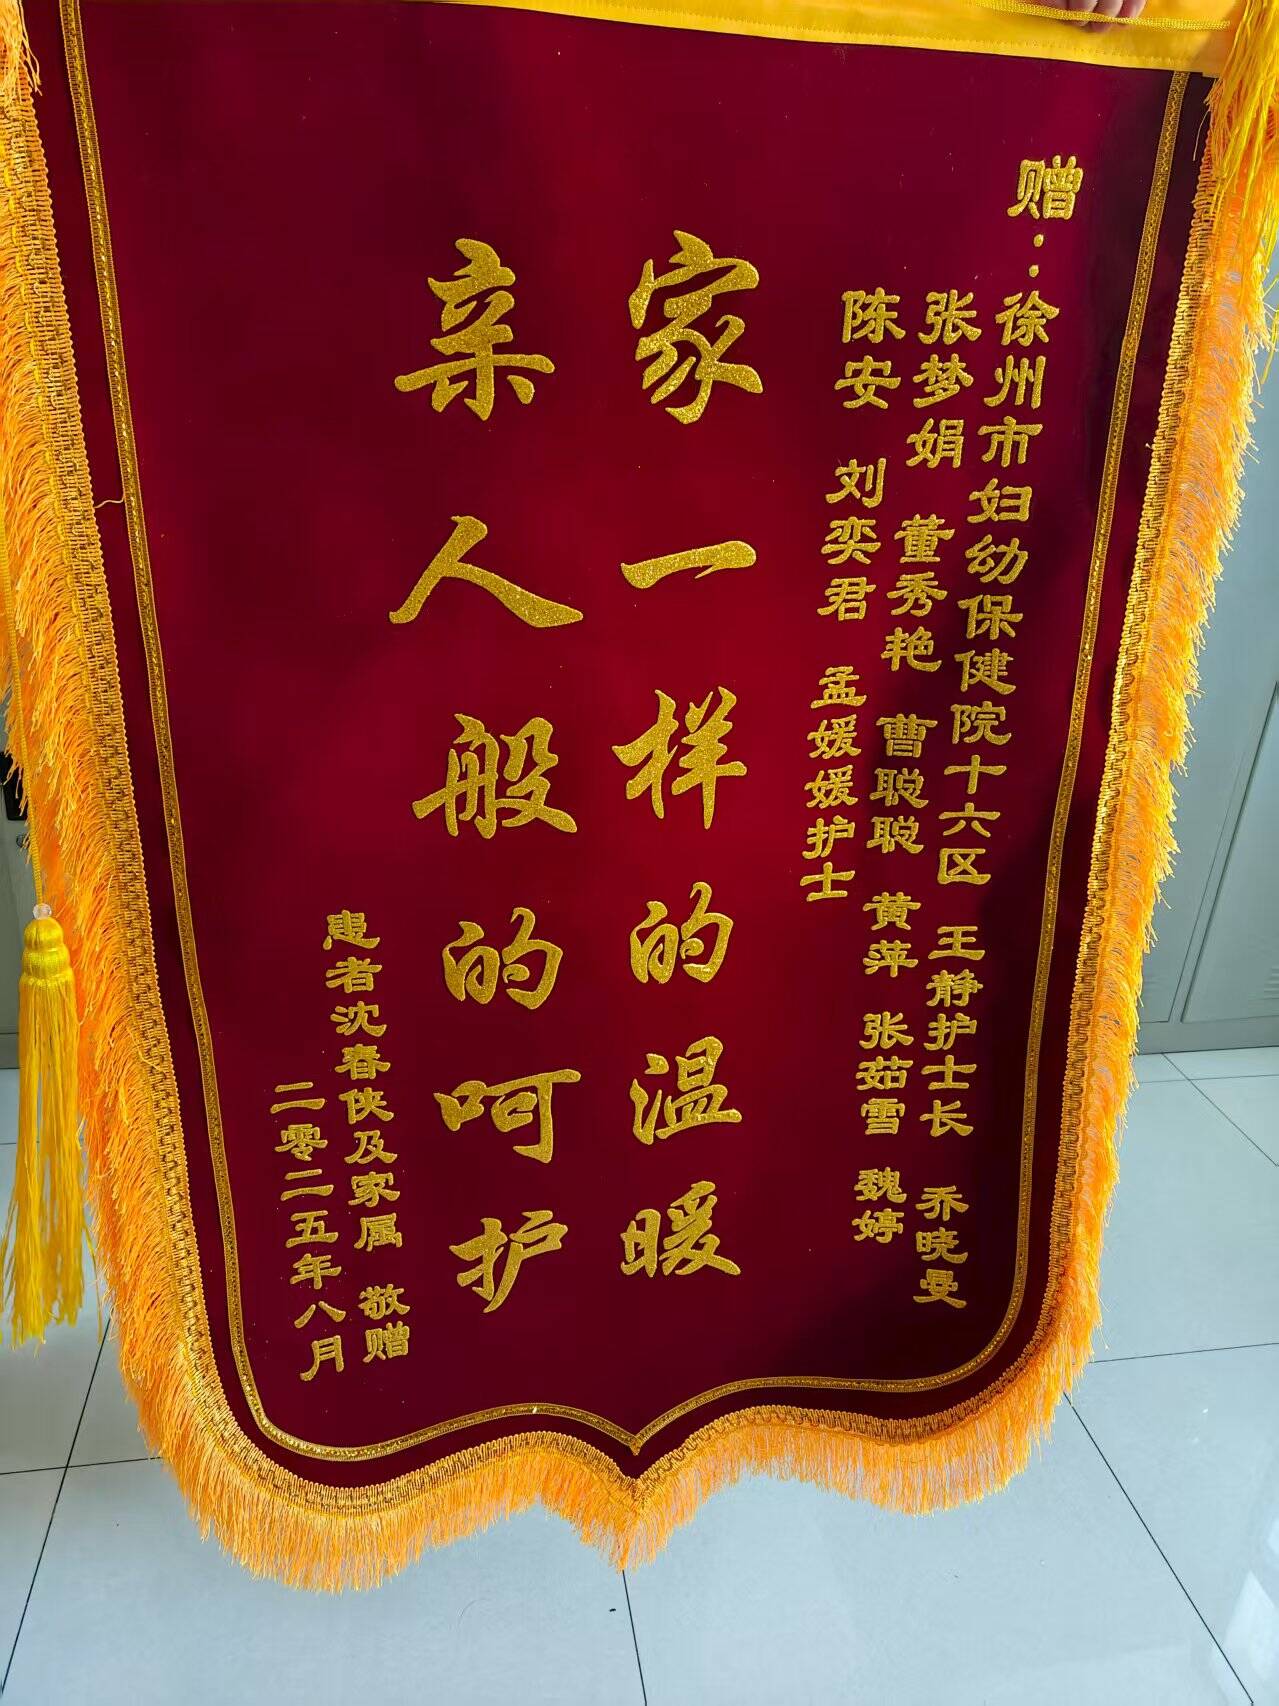 赠：徐州市妇幼保健院十六区 王静护士长 乔晓曼
张梦娟 董秀艳 曹聪聪 黄萍 张茹雪 魏婷
陈安 刘奕君 孟媛媛护士
家一样的温暖
亲人般的呵护
患者沈春侠及家属 敬赠
二零二五年八月